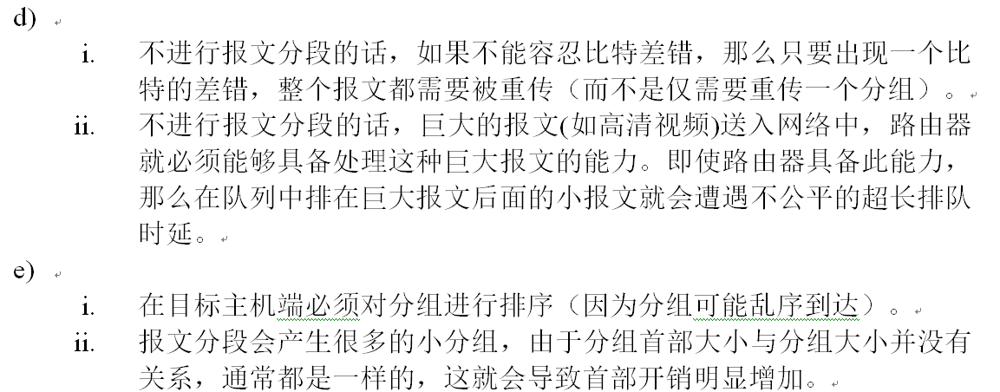 d)
i. 不进行报文分段的话，如果不能容忍比特差错，那么只要出现一个比
特的差错，整个报文都需要被重传（而不是仅需要重传一个分组）。
ii. 不进行报文分段的话，巨大的报文(如高清视频)送入网络中，路由器
就必须能够具备处理这种巨大报文的能力。即使路由器具备此能力，
那么在队列中排在巨大报文后面的小报文就会遭遇不公平的超长排队
时延。
e)
i. 在目标主机端必须对分组进行排序（因为分组可能乱序到达）。
ii. 报文分段会产生很多的小分组，由于分组首部大小与分组大小并没有
关系，通常都是一样的，这就会导致首部开销明显增加。